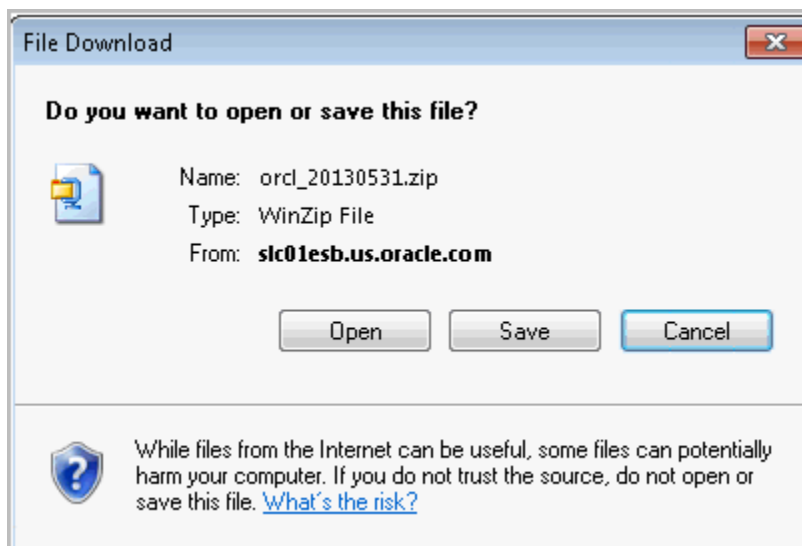 File Download
Do you want to open or save this file?
Name: orcl_20130531.zip
Type: WinZip File
From: slc01esb.us.oracle.com
Open Save Cancel
While files from the Internet can be useful, some files can potentially
harm your computer. If you do not trust the source, do not open or
save this file. What's the risk?